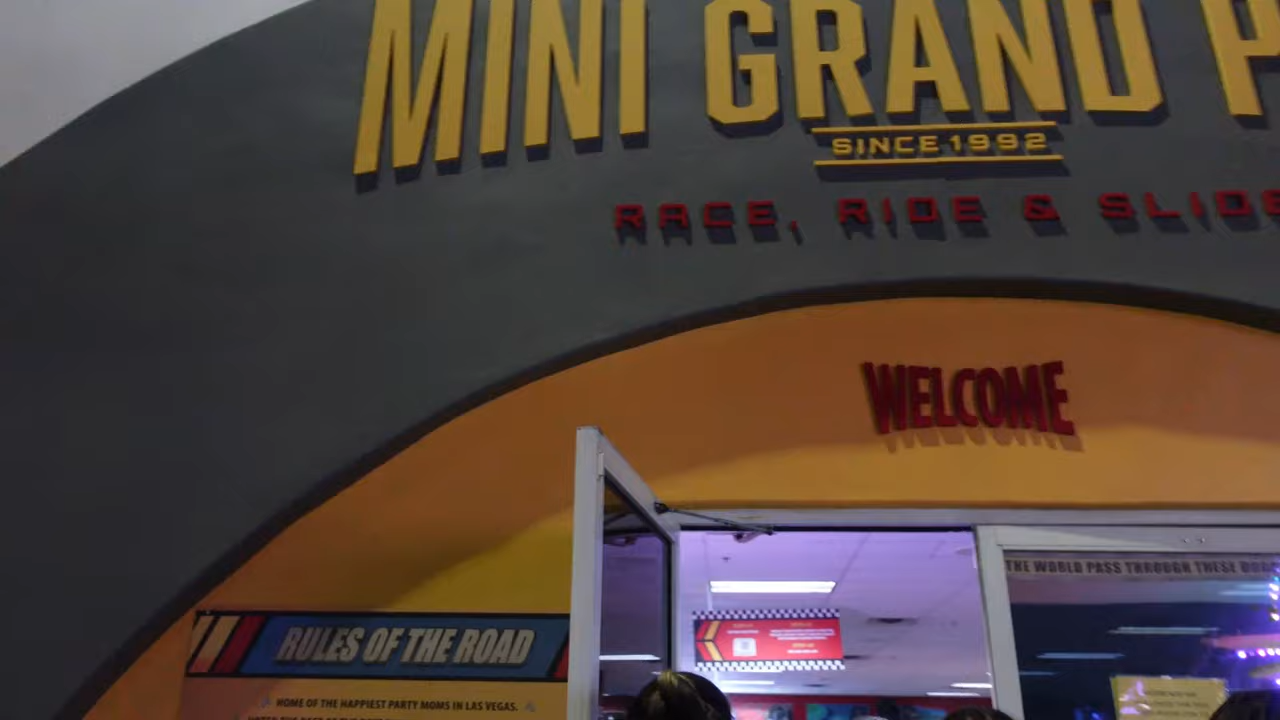 MINI GRAND P
SINCE 1992
RACE, RIDE & SLIDE
WELCOME
THE WORLD PASS THROUGH THESE DOORS
RULES OF THE ROAD
HOME OF THE HAPPIEST PARTY MOMS IN LAS VEGAS.